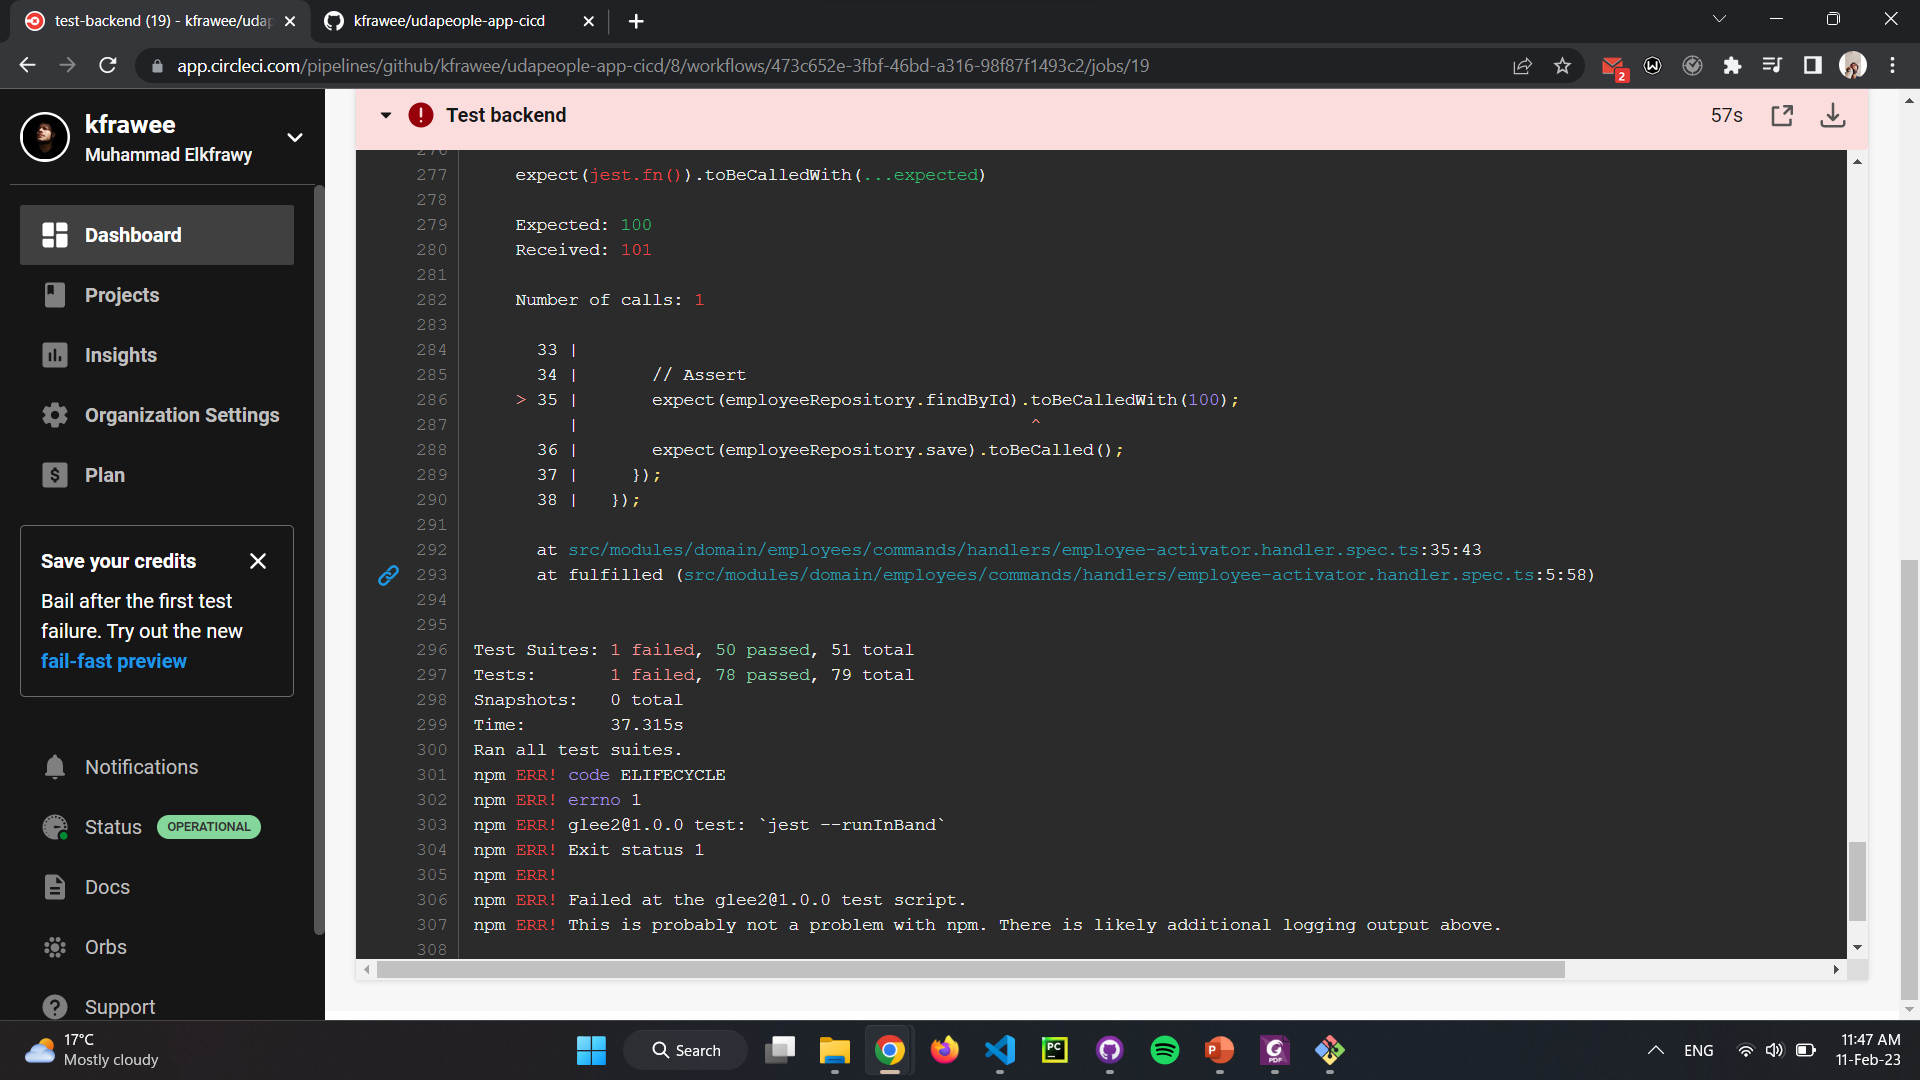 test-backend (19) - kfrawee/udap
kfrawee/udapeople-app-cicd
app.circleci.com/pipelines/github/kfrawee/udapeople-app-cicd/8/workflows/473c652e-3fbf-46bd-a316-98f87f1493c2/jobs/19
2
kfrawee
Muhammad Elkfrawy
Dashboard
Projects
Insights
Organization Settings
Plan
Save your credits
Bail after the first test
failure. Try out the new
fail-fast preview
Notifications
Status OPERATIONAL
Docs
Orbs
Support
Test backend
57s
276
277 expect(jest.fn()).toBeCalledWith(...expected)
278
279 Expected: 100
280 Received: 101
281
282 Number of calls: 1
283
284 33 |
285 34 | // Assert
286 > 35 | expect(employeeRepository.findById).toBeCalledWith(100);
287 | ^
288 36 | expect(employeeRepository.save).toBeCalled();
289 37 | });
290 38 | });
291
292 at src/modules/domain/employees/commands/handlers/employee-activator.handler.spec.ts:35:43
293 at fulfilled (src/modules/domain/employees/commands/handlers/employee-activator.handler.spec.ts:5:58)
294
295
296 Test Suites: 1 failed, 50 passed, 51 total
297 Tests: 1 failed, 78 passed, 79 total
298 Snapshots: 0 total
299 Time: 37.315s
300 Ran all test suites.
301 npm ERR! code ELIFECYCLE
302 npm ERR! errno 1
303 npm ERR! glee2@1.0.0 test: `jest --runInBand`
304 npm ERR! Exit status 1
305 npm ERR!
306 npm ERR! Failed at the glee2@1.0.0 test script.
307 npm ERR! This is probably not a problem with npm. There is likely additional logging output above.
308
17°C
Mostly cloudy
Search
PC
PDF
ENG
11:47 AM
11-Feb-23